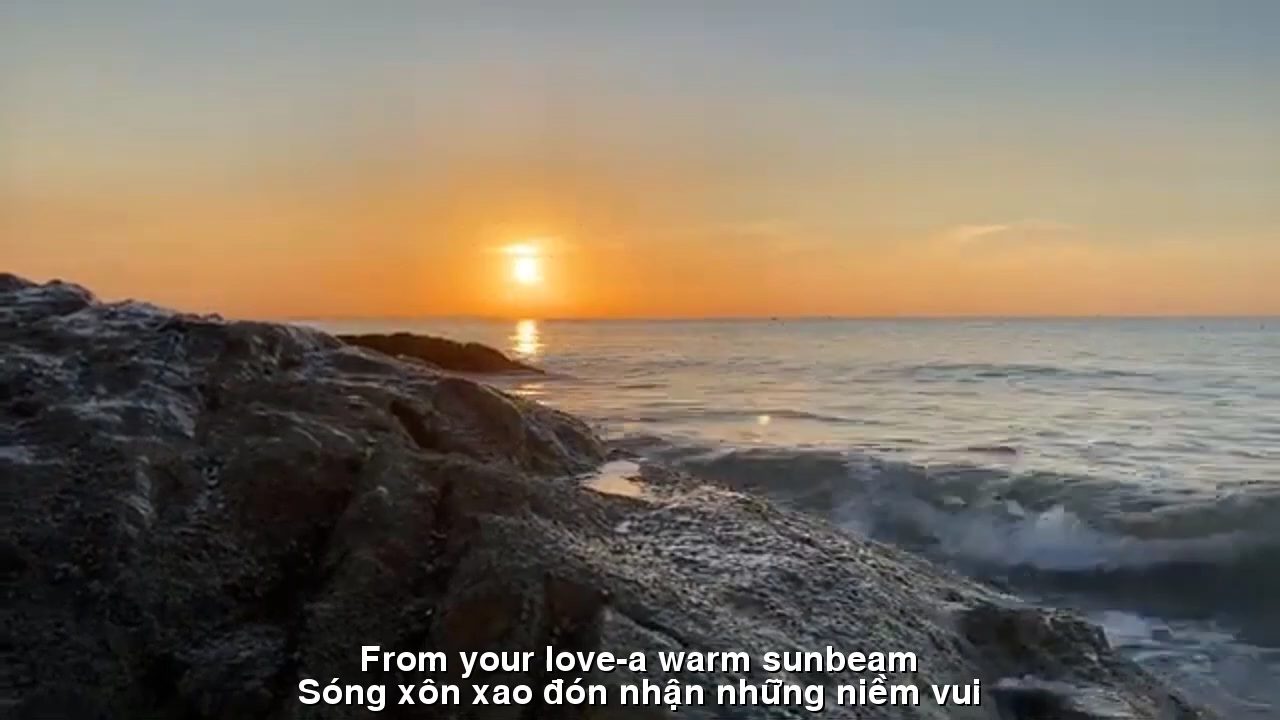 From your love-a warm sunbeam
Sóng xôn xao đón nhận những niềm vui